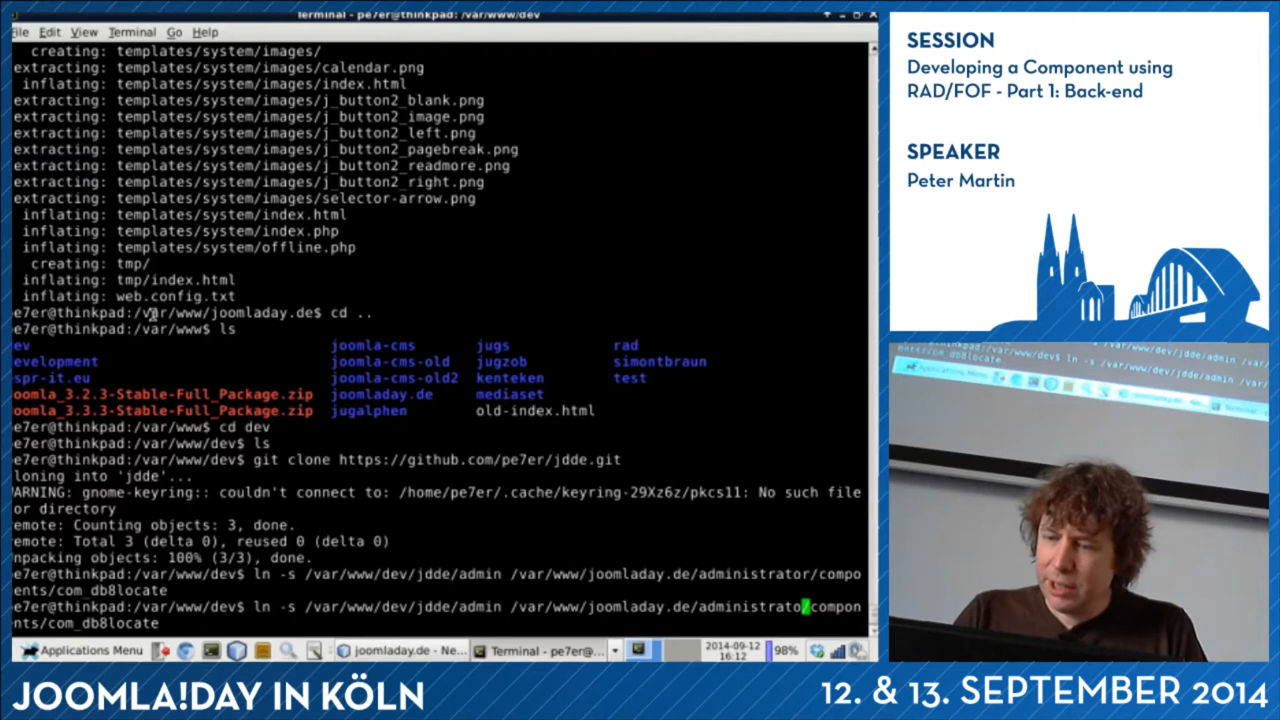 Terminal - pe7er@thinkpad: /var/www/dev
ile Edit View Terminal Go Help
creating: templates/system/images/
extracting: templates/system/images/calendar.png
inflating: templates/system/images/index.html
extracting: templates/system/images/j_button2_blank.png
extracting: templates/system/images/j_button2_image.png
extracting: templates/system/images/j_button2_left.png
extracting: templates/system/images/j_button2_pagebreak.png
extracting: templates/system/images/j_button2_readmore.png
extracting: templates/system/images/j_button2_right.png
extracting: templates/system/images/selector-arrow.png
inflating: templates/system/index.html
inflating: templates/system/index.php
inflating: templates/system/offline.php
creating: tmp/
inflating: tmp/index.html
inflating: web.config.txt
e7er@thinkpad:/var/www/joomladay.de$ cd ..
e7er@thinkpad:/var/www$ ls
ev joomla-cms jugs rad
evelopment joomla-cms-old jugzob simontbraun
spr-it.eu joomla-cms-old2 kenteken test
oomla_3.2.3-Stable-Full_Package.zip joomladay.de mediaset
oomla_3.3.3-Stable-Full_Package.zip jugalphen old-index.html
e7er@thinkpad:/var/www$ cd dev
e7er@thinkpad:/var/www/dev$ ls
e7er@thinkpad:/var/www/dev$ git clone https://github.com/pe7er/jdde.git
loning into 'jdde'...
ARNING: gnome-keyring:: couldn't connect to: /home/pe7er/.cache/keyring-29Xz6z/pkcs11: No such file
or directory
emote: Counting objects: 3, done.
emote: Total 3 (delta 0), reused 0 (delta 0)
npacking objects: 100% (3/3), done.
e7er@thinkpad:/var/www/dev$ ln -s /var/www/dev/jdde/admin /var/www/joomladay.de/administrator/compo
ents/com_db8locate
e7er@thinkpad:/var/www/dev$ ln -s /var/www/dev/jdde/admin /var/www/joomladay.de/administrato/compon
nts/com_db8locate
Applications Menu joomladay.de - Ne... Terminal - pe7er@... 2014-09-12 98%
16:12
SESSION
Developing a Component using
RAD/FOF - Part 1: Back-end
SPEAKER
Peter Martin
JOOMLA!DAY IN KÖLN
12. & 13. SEPTEMBER 2014